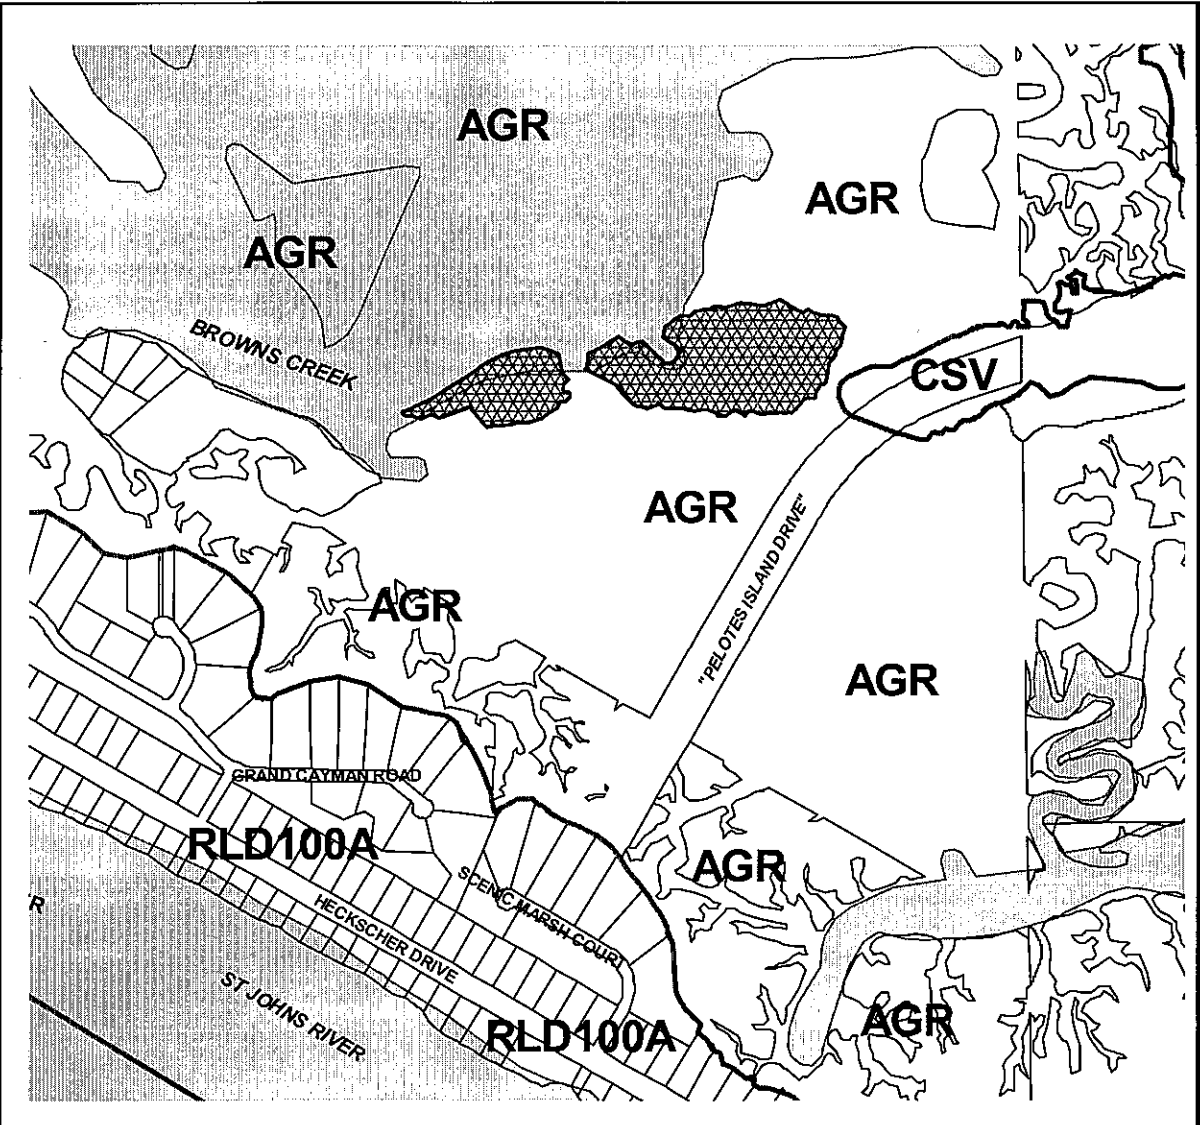 AGR
AGR
AGR
BROWNS CREEK
CSV
AGR
"PELOTES ISLAND DRIVE"
AGR
AGR
GRAND CAYMAN ROAD
RLD100A
AGR
SCENIC MARSH COURT
HECKSCHER DRIVE
ST JOHNS RIVER
AGR
RLD100A